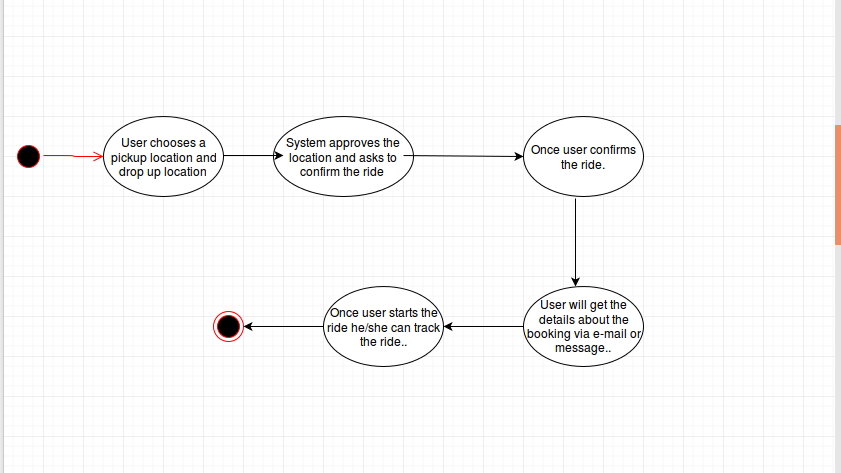 User chooses a
pickup location and
drop up location
System approves the
location and asks to
confirm the ride
Once user confirms
the ride.
User will get the
details about the
booking via e-mail or
message..
Once user starts the
ride he/she can track
the ride..